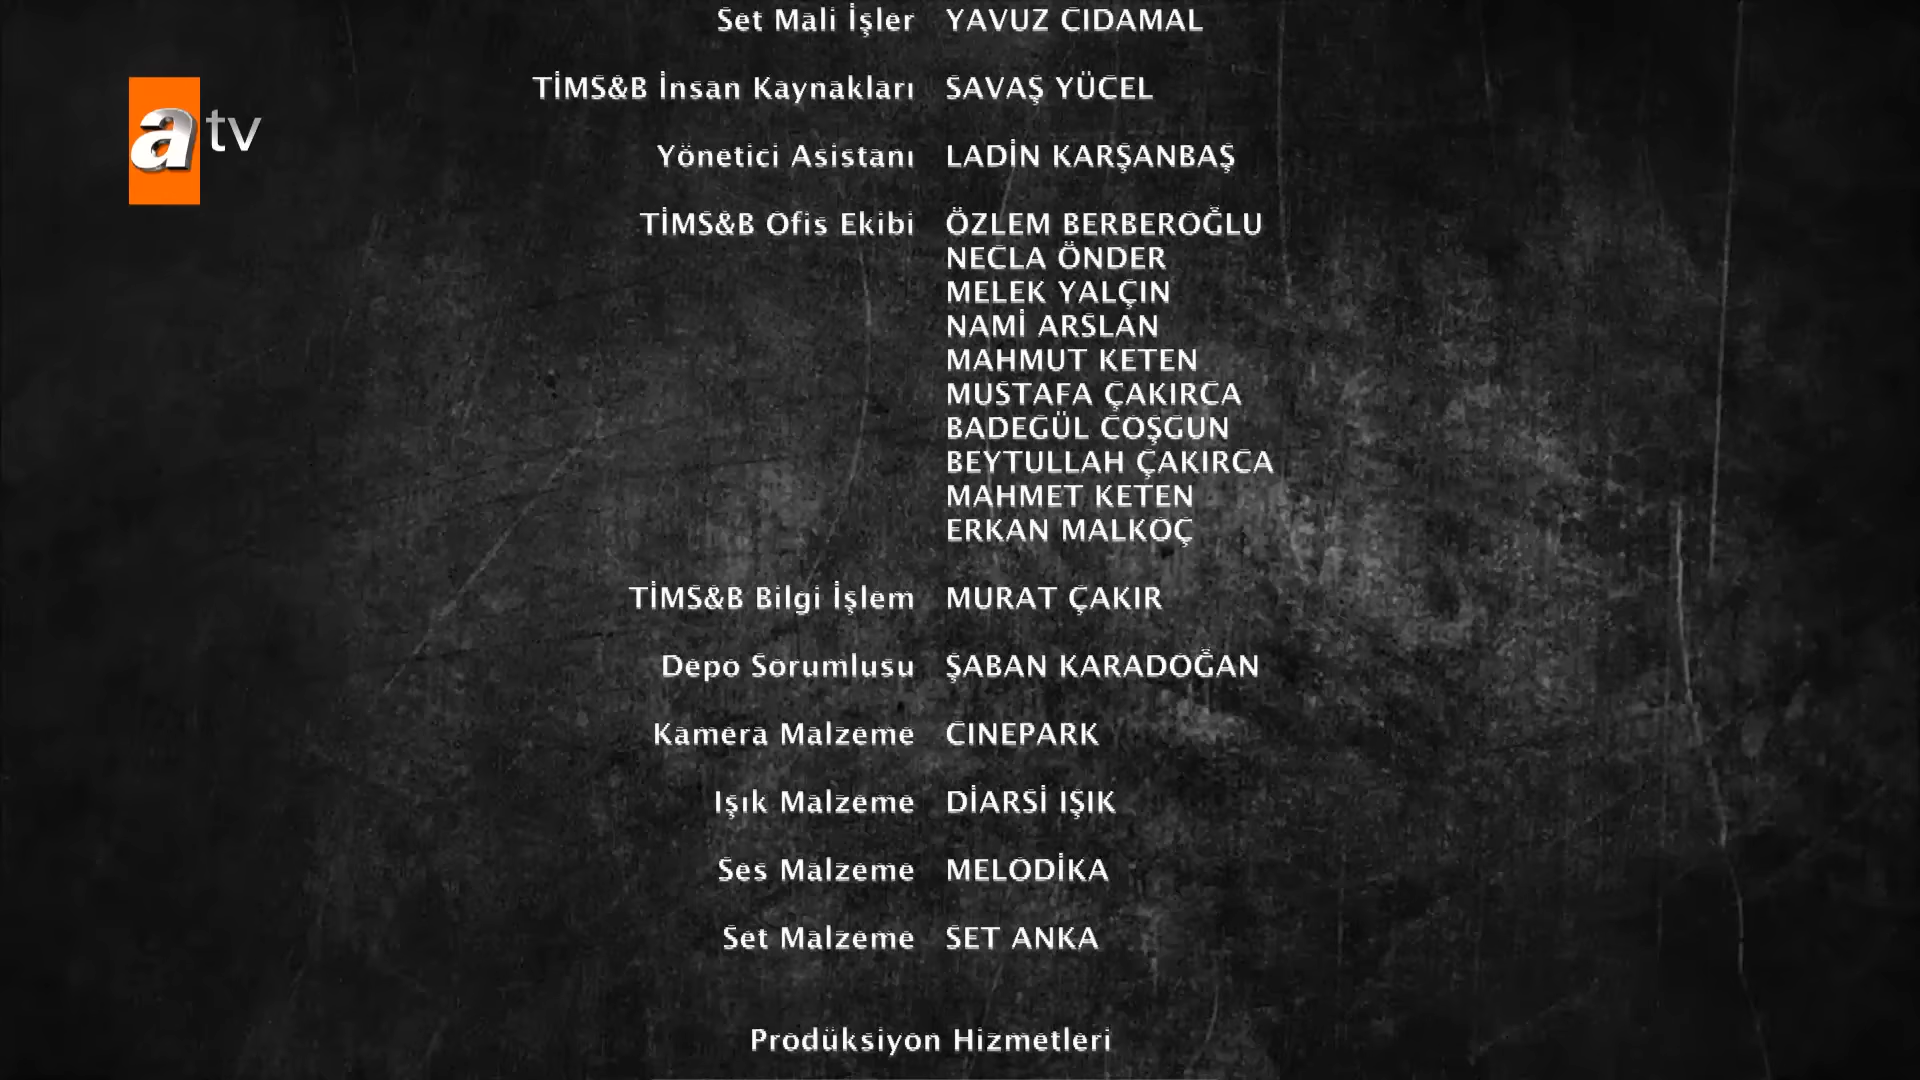 Set Mali İşler YAVUZ CIDAMAL
atv
TİMS&B İnsan Kaynakları SAVAŞ YÜCEL
Yönetici Asistanı LADİN KARŞANBAŞ
TİMS&B Ofis Ekibi ÖZLEM BERBEROĞLU
NECLA ÖNDER
MELEK YALÇIN
NAMİ ARSLAN
MAHMUT KETEN
MUSTAFA ÇAKIRCA
BADEGÜL COŞGUN
BEYTULLAH ÇAKIRCA
MAHMET KETEN
ERKAN MALKOÇ
TİMS&B Bilgi İşlem MURAT ÇAKIR
Depo Sorumlusu ŞABAN KARADOĞAN
Kamera Malzeme CINEPARK
Işık Malzeme DİARSİ IŞIK
Ses Malzeme MELODİKA
Set Malzeme SET ANKA
Prodüksiyon Hizmetleri